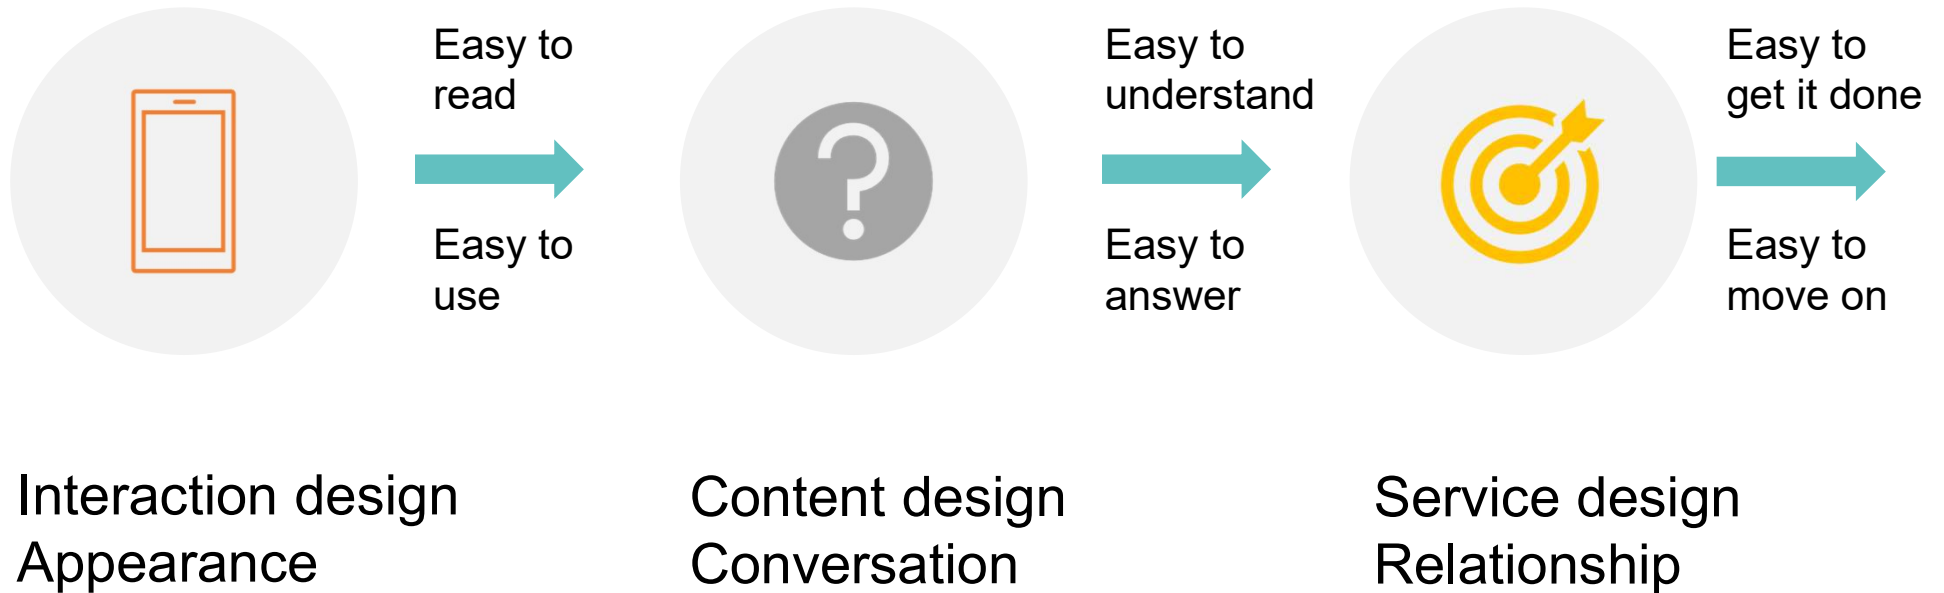 Easy to
read
Easy to
use
Easy to
understand
Easy to
answer
Easy to
get it done
Easy to
move on
Interaction design
Appearance
Content design
Conversation
Service design
Relationship